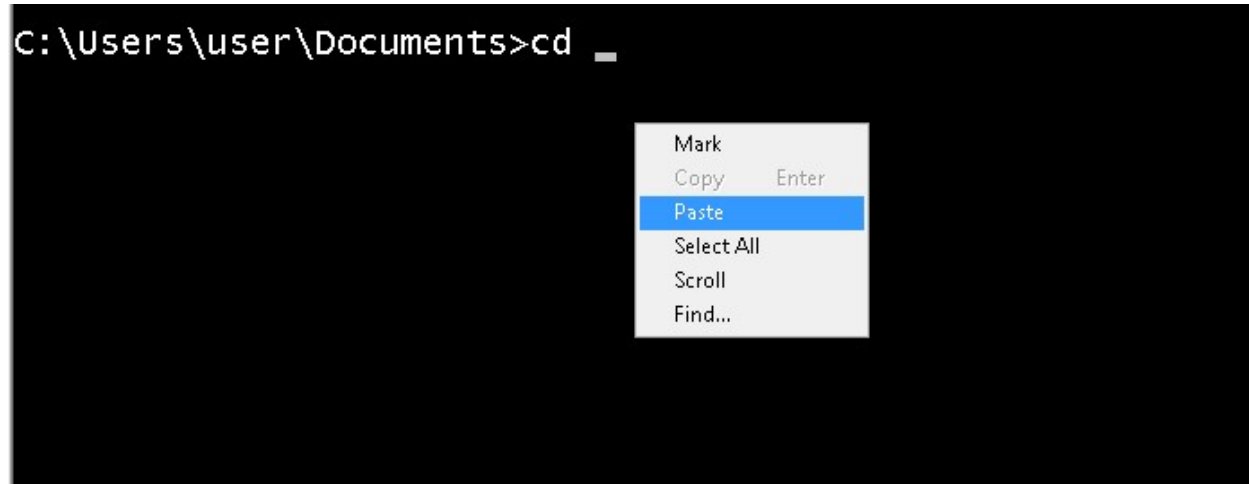 C:\Users\user\Documents>cd _
Mark
Copy Enter
Paste
Select All
Scroll
Find...